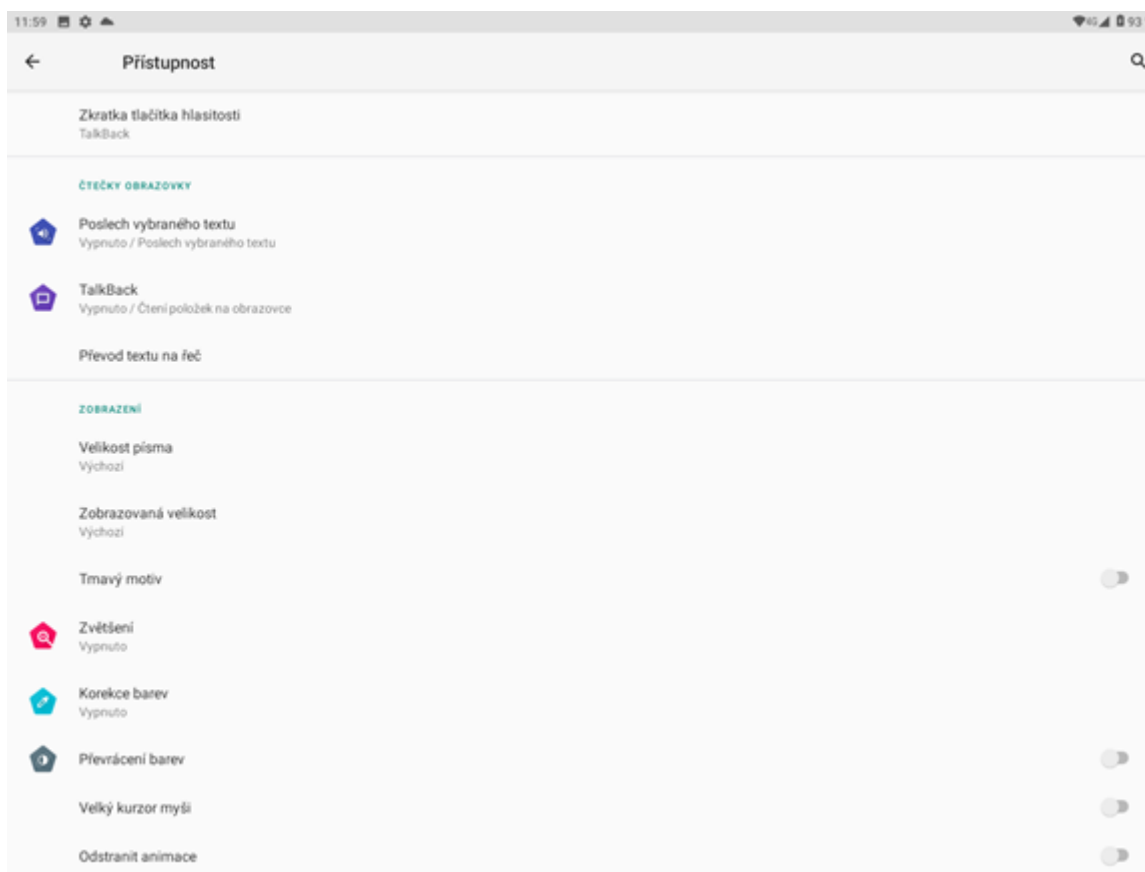 11:59 4G 93
Přístupnost
Zkratka tlačítka hlasitosti
TalkBack
ČTEČKY OBRAZOVKY
Poslech vybraného textu
Vypnuto / Poslech vybraného textu
TalkBack
Vypnuto / Čtení položek na obrazovce
Převod textu na řeč
ZOBRAZENÍ
Velikost písma
Výchozí
Zobrazovaná velikost
Výchozí
Tmavý motiv
Zvětšení
Vypnuto
Korekce barev
Vypnuto
Převrácení barev
Velký kurzor myši
Odstranit animace